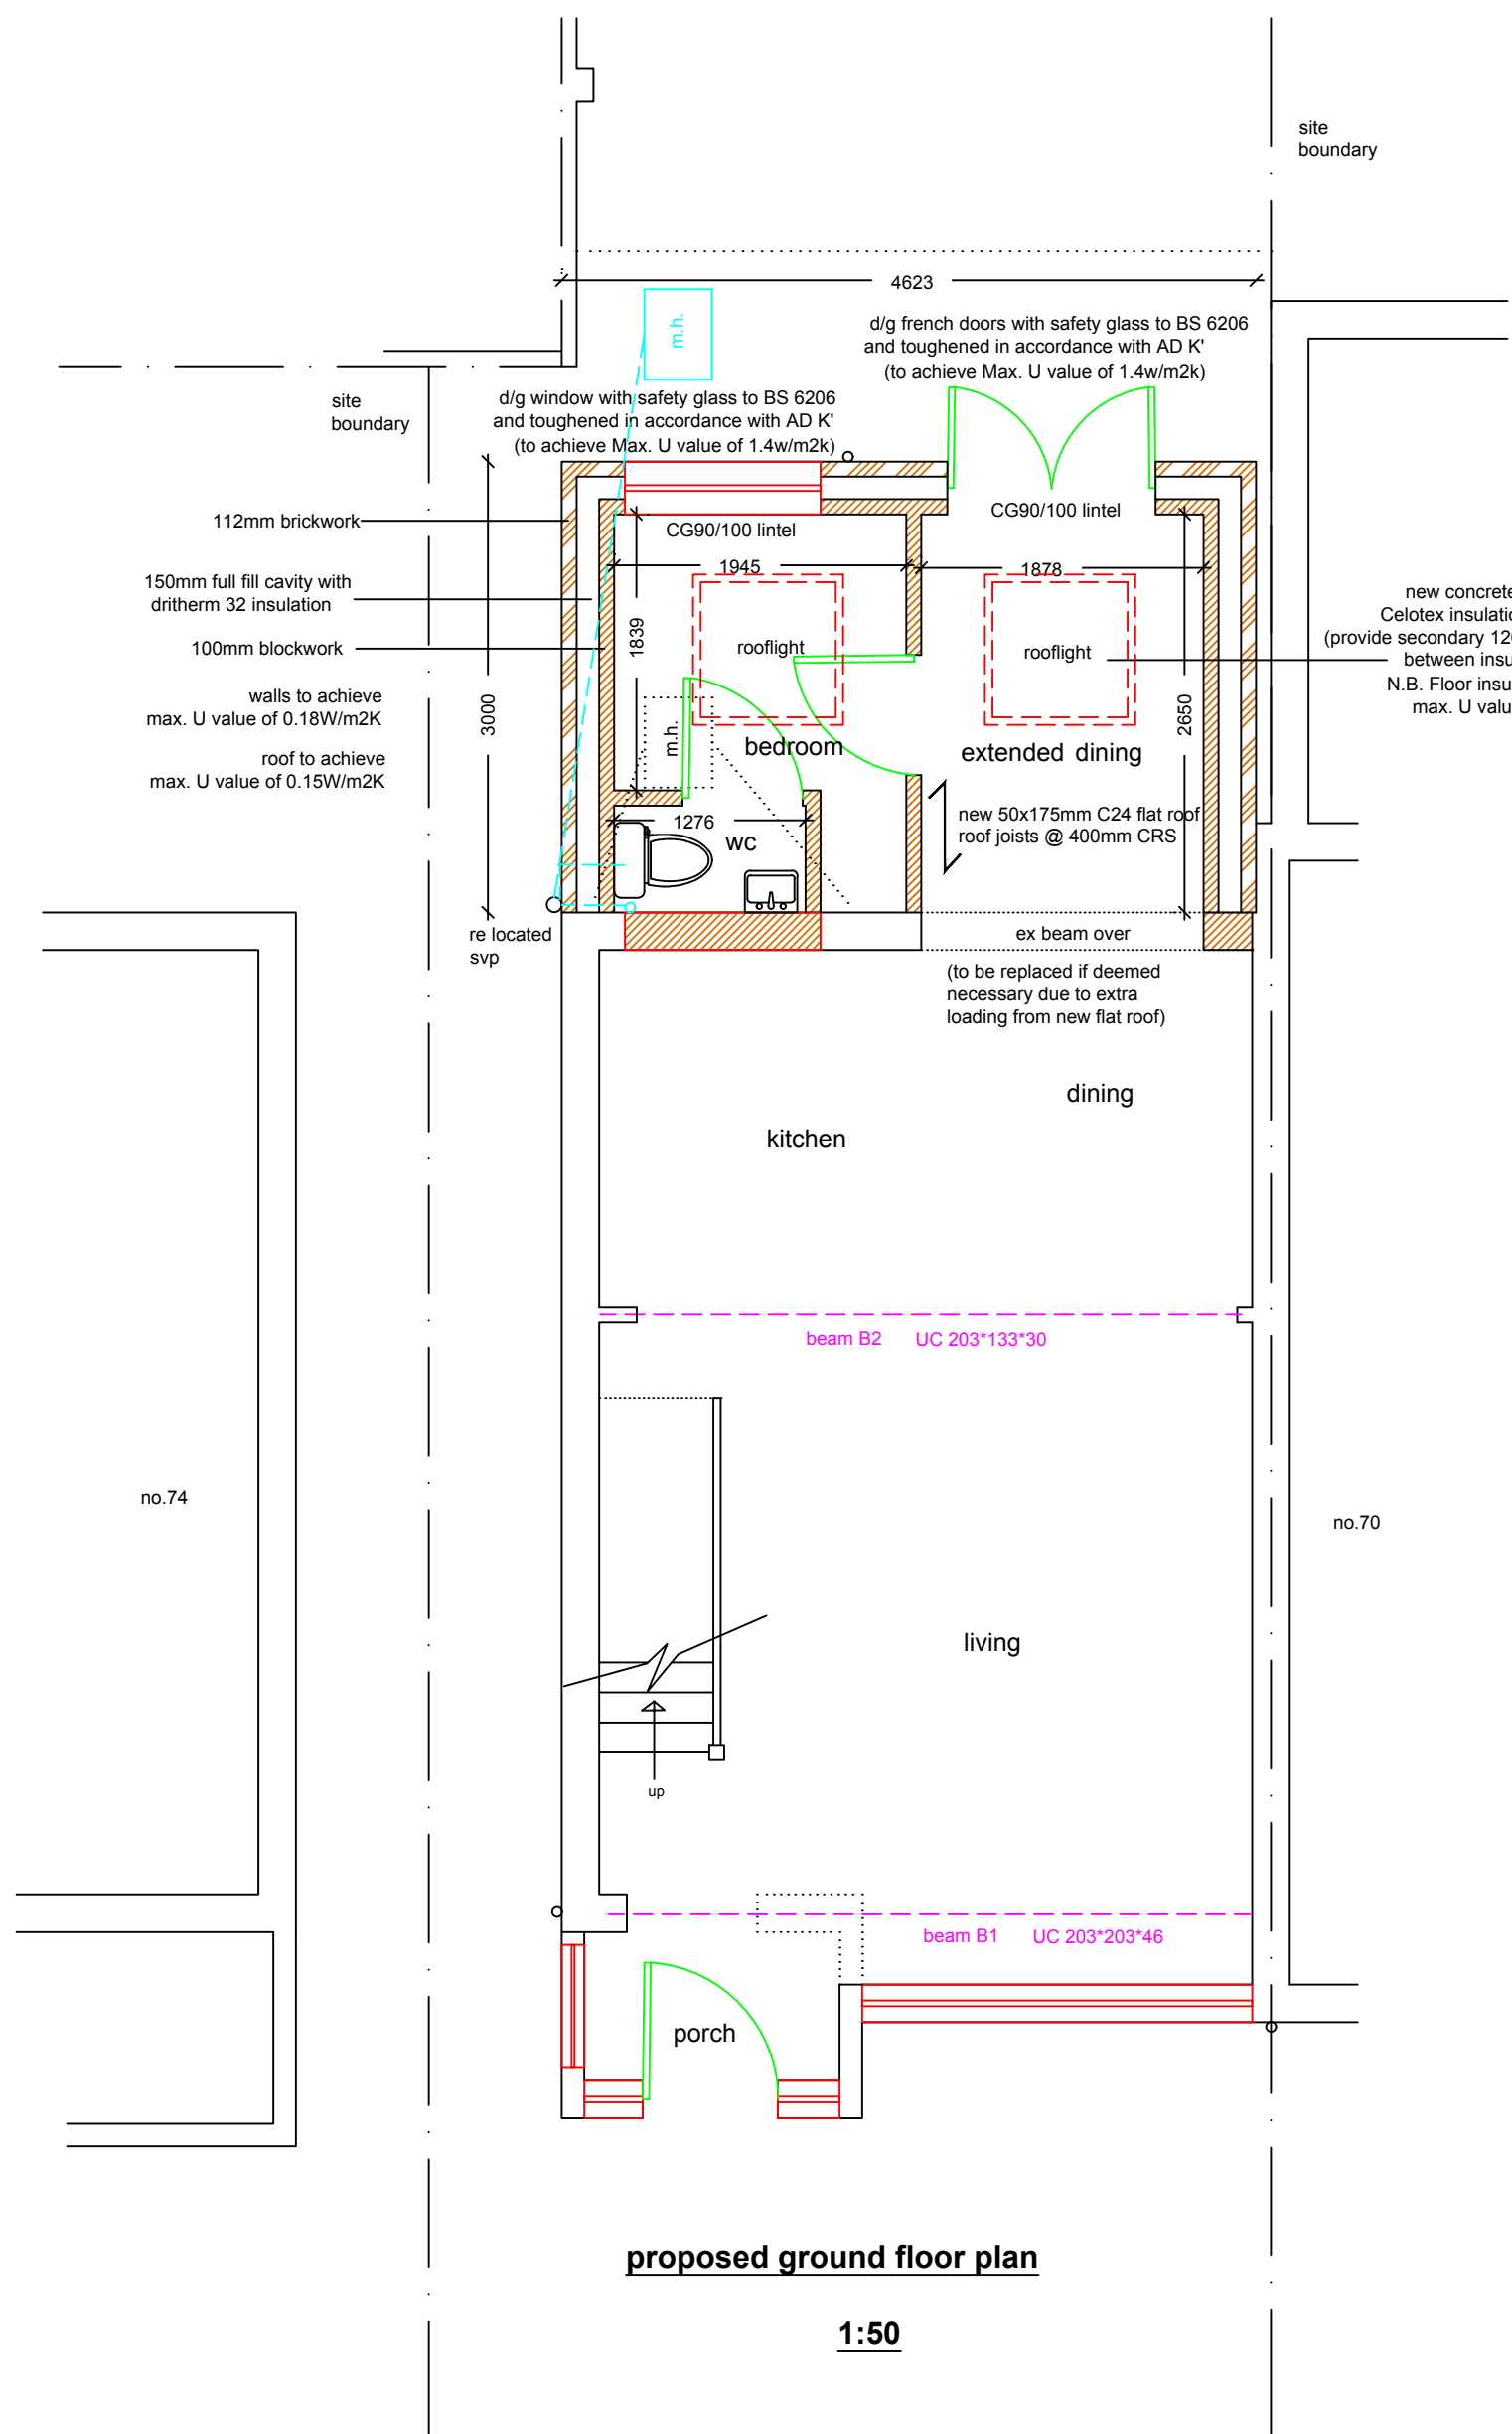 site
boundary
4623
m.h.
d/g french doors with safety glass to BS 6206
and toughened in accordance with AD K'
(to achieve Max. U value of 1.4w/m2k)
site
boundary
d/g window with safety glass to BS 6206
and toughened in accordance with AD K'
(to achieve Max. U value of 1.4w/m2k)
112mm brickwork
CG90/100 lintel
CG90/100 lintel
1945
1878
150mm full fill cavity with
dritherm 32 insulation
100mm blockwork
1839
rooflight
rooflight
new concrete
Celotex insulatio
(provide secondary 120
between insu
N.B. Floor insu
max. U valu
walls to achieve
max. U value of 0.18W/m2K
roof to achieve
max. U value of 0.15W/m2K
3000
m.h.
bedroom
extended dining
2650
new 50x175mm C24 flat roof
roof joists @ 400mm CRS
1276
wc
re located
svp
ex beam over
(to be replaced if deemed
necessary due to extra
loading from new flat roof)
dining
kitchen
beam B2 UC 203*133*30
no.74
no.70
living
up
beam B1 UC 203*203*46
porch
proposed ground floor plan
1:50